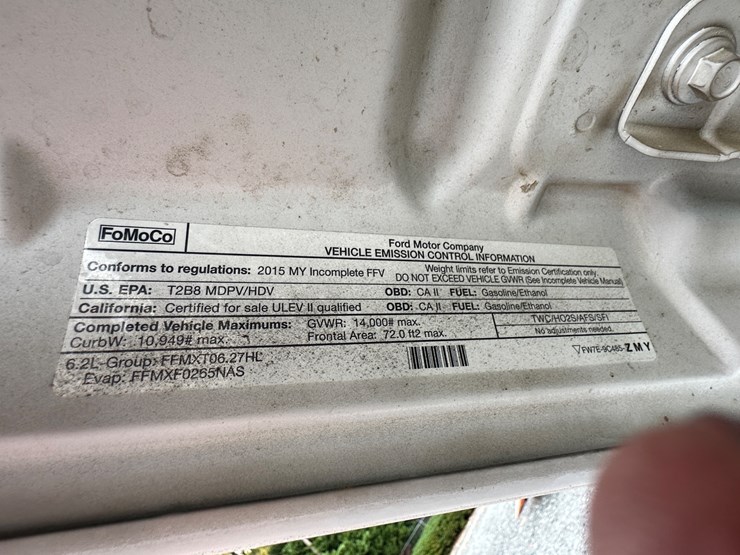 FoMoCo
Ford Motor Company
VEHICLE EMISSION CONTROL INFORMATION
Conforms to regulations: 2015 MY Incomplete FFV
Weight limits refer to Emission Certification only.
DO NOT EXCEED VEHICLE GVWR (See Incomplete Vehicle Manual)
U.S. EPA: T2B8 MDPV/HDV OBD: CA II FUEL: Gasoline/Ethanol
California: Certified for sale ULEV II qualified OBD: CA II FUEL: Gasoline/Ethanol
Completed Vehicle Maximums: GVWR: 14,000# max.
CurbW: 10,949# max. Frontal Area: 72.0 ft2 max.
TWC/HO2S/AFS/SFI
No adjustments needed.
6.2L-Group: FFMXT06.27HL
Evap: FFMXF0265NAS
FW7E-9C485-ZMY